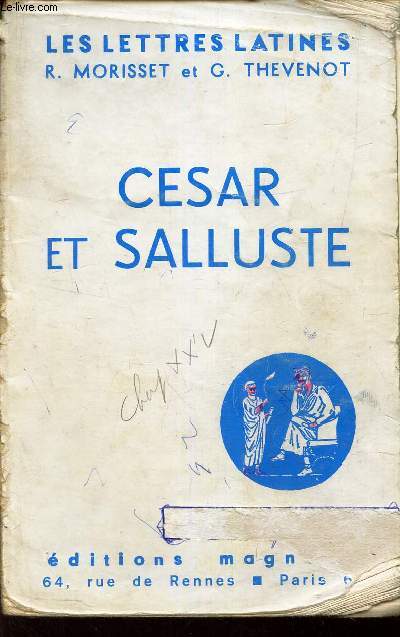 Le-livre.com
LES LETTRES LATINES
R. MORISSET et G. THEVENOT
CESAR
ET SALLUSTE
éditions magn
64, rue de Rennes ■ Paris 6